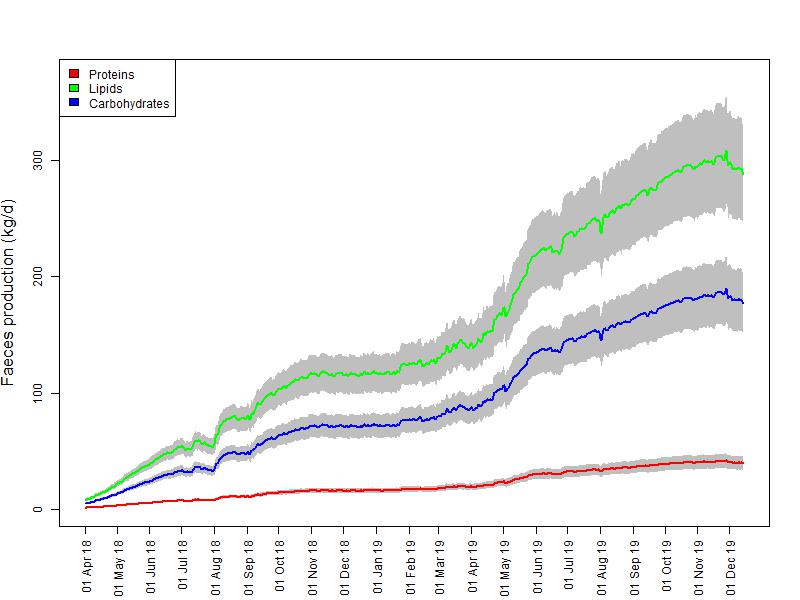 Proteins
Lipids
Carbohydrates
Faeces production (kg/d)
300
200
100
0
01 Apr 18
01 May 18
01 Jun 18
01 Jul 18
01 Aug 18
01 Sep 18
01 Oct 18
01 Nov 18
01 Dec 18
01 Jan 19
01 Feb 19
01 Mar 19
01 Apr 19
01 May 19
01 Jun 19
01 Jul 19
01 Aug 19
01 Sep 19
01 Oct 19
01 Nov 19
01 Dec 19